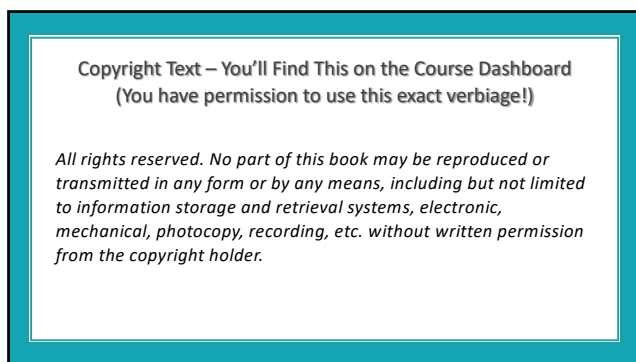 Copyright Text – You’ll Find This on the Course Dashboard
(You have permission to use this exact verbiage!)
All rights reserved. No part of this book may be reproduced or
transmitted in any form or by any means, including but not limited
to information storage and retrieval systems, electronic,
mechanical, photocopy, recording, etc. without written permission
from the copyright holder.